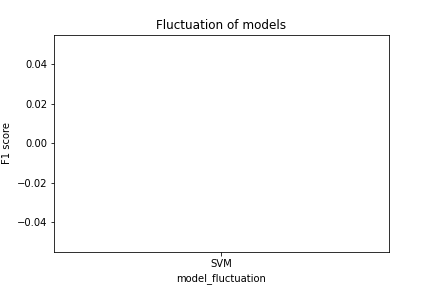 Fluctuation of models
F1 score
0.04
0.02
0.00
−0.02
−0.04
SVM
model_fluctuation